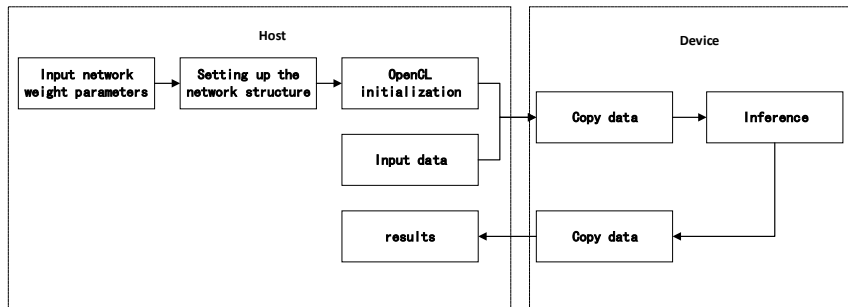 Host
Device
Input network
weight parameters
Setting up the
network structure
OpenCL
initialization
Copy data
Inference
Input data
results
Copy data